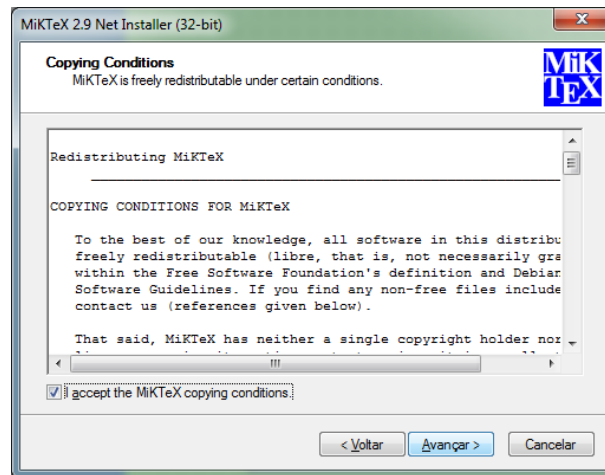 MiKTeX 2.9 Net Installer (32-bit)
Copying Conditions
MiKTeX is freely redistributable under certain conditions.
MiK
TEX
Redistributing MiKTeX
COPYING CONDITIONS FOR MiKTeX
To the best of our knowledge, all software in this distribu
freely redistributable (libre, that is, not necessarily gra
within the Free Software Foundation's definition and Debian
Software Guidelines. If you find any non-free files include
contact us (references given below).
That said, MiKTeX has neither a single copyright holder nor
I accept the MiKTeX copying conditions.
< Voltar
Avançar >
Cancelar